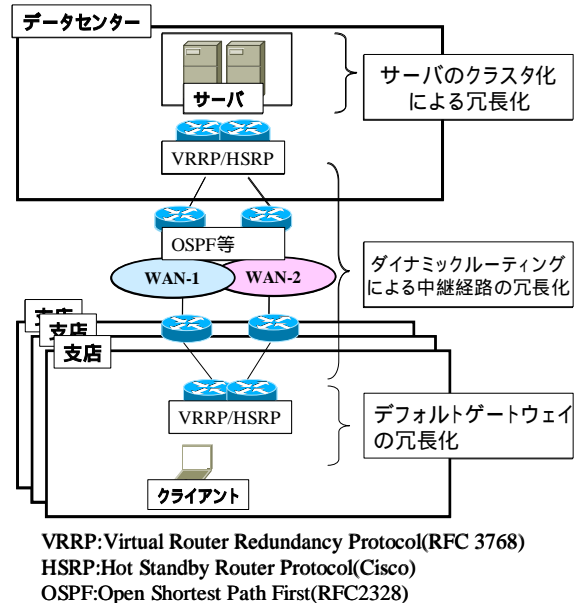 データセンター
サーバ
サーバのクラスタ化
による冗長化
VRRP/HSRP
OSPF等
WAN-1
WAN-2
ダイナミックルーティング
による中継経路の冗長化
支店
支店
支店
VRRP/HSRP
デフォルトゲートウェイ
の冗長化
クライアント
VRRP:Virtual Router Redundancy Protocol(RFC 3768)
HSRP:Hot Standby Router Protocol(Cisco)
OSPF:Open Shortest Path First(RFC2328)